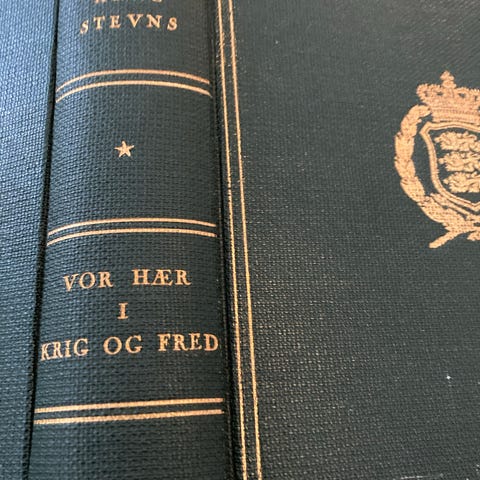 STEVNS
VOR HÆR
I
KRIG OG FRED